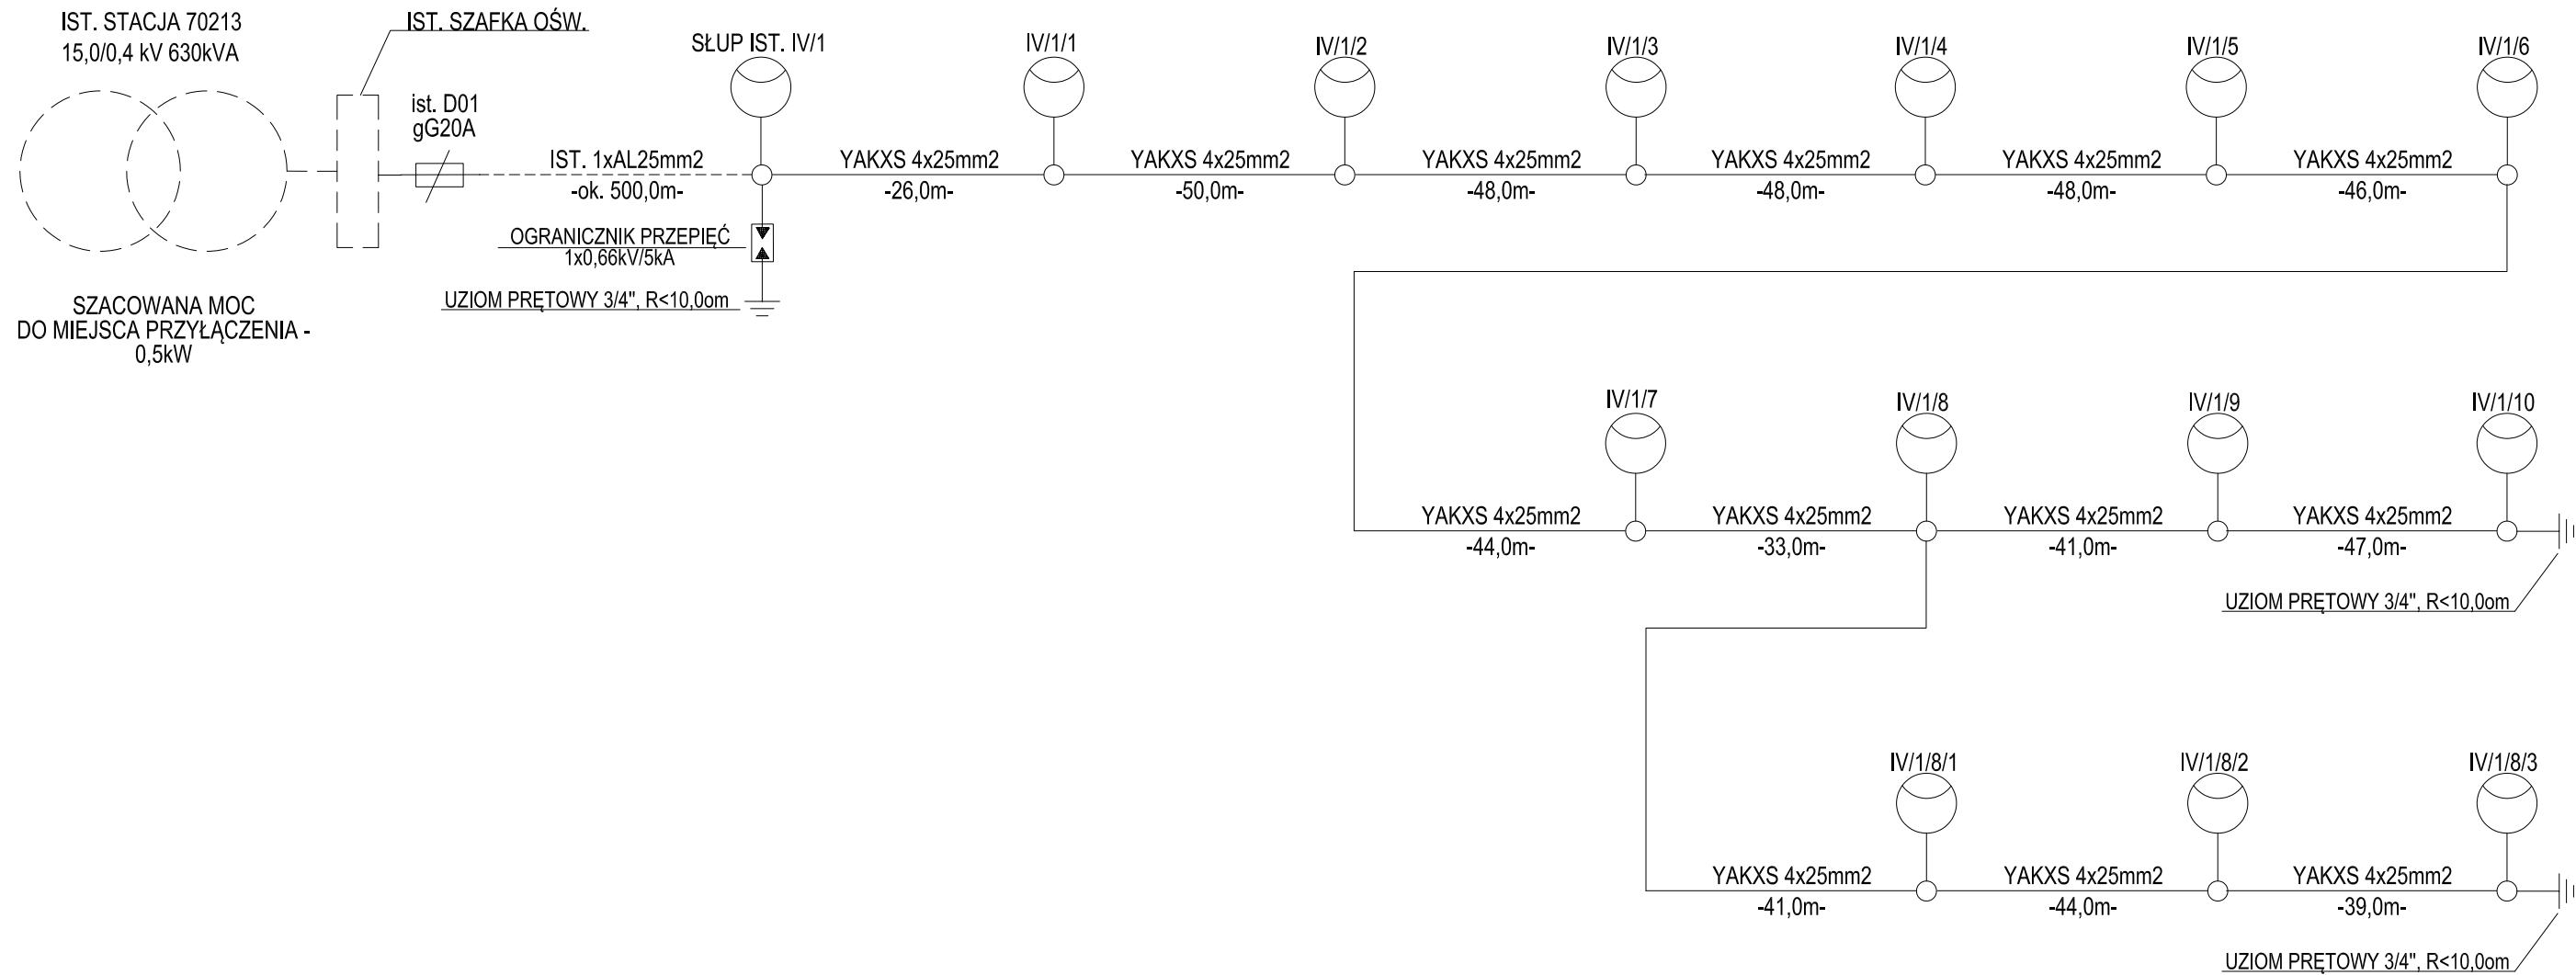 IST. STACJA 70213
15,0/0,4 kV 630kVA
IST. SZAFKA OŚW.
ist. D01
gG20A
SŁUP IST. IV/1
IV/1/1
IV/1/2
IV/1/3
IV/1/4
IV/1/5
IV/1/6
IST. 1xAL25mm2
-ok. 500,0m-
YAKXS 4x25mm2
-26,0m-
YAKXS 4x25mm2
-50,0m-
YAKXS 4x25mm2
-48,0m-
YAKXS 4x25mm2
-48,0m-
YAKXS 4x25mm2
-48,0m-
YAKXS 4x25mm2
-46,0m-
OGRANICZNIK PRZEPIĘĆ
1x0,66kV/5kA
UZIOM PRĘTOWY 3/4", R<10,0om
SZACOWANA MOC
DO MIEJSCA PRZYŁĄCZENIA -
0,5kW
IV/1/7
IV/1/8
IV/1/9
IV/1/10
YAKXS 4x25mm2
-44,0m-
YAKXS 4x25mm2
-33,0m-
YAKXS 4x25mm2
-41,0m-
YAKXS 4x25mm2
-47,0m-
UZIOM PRĘTOWY 3/4", R<10,0om
IV/1/8/1
IV/1/8/2
IV/1/8/3
YAKXS 4x25mm2
-41,0m-
YAKXS 4x25mm2
-44,0m-
YAKXS 4x25mm2
-39,0m-
UZIOM PRĘTOWY 3/4", R<10,0om